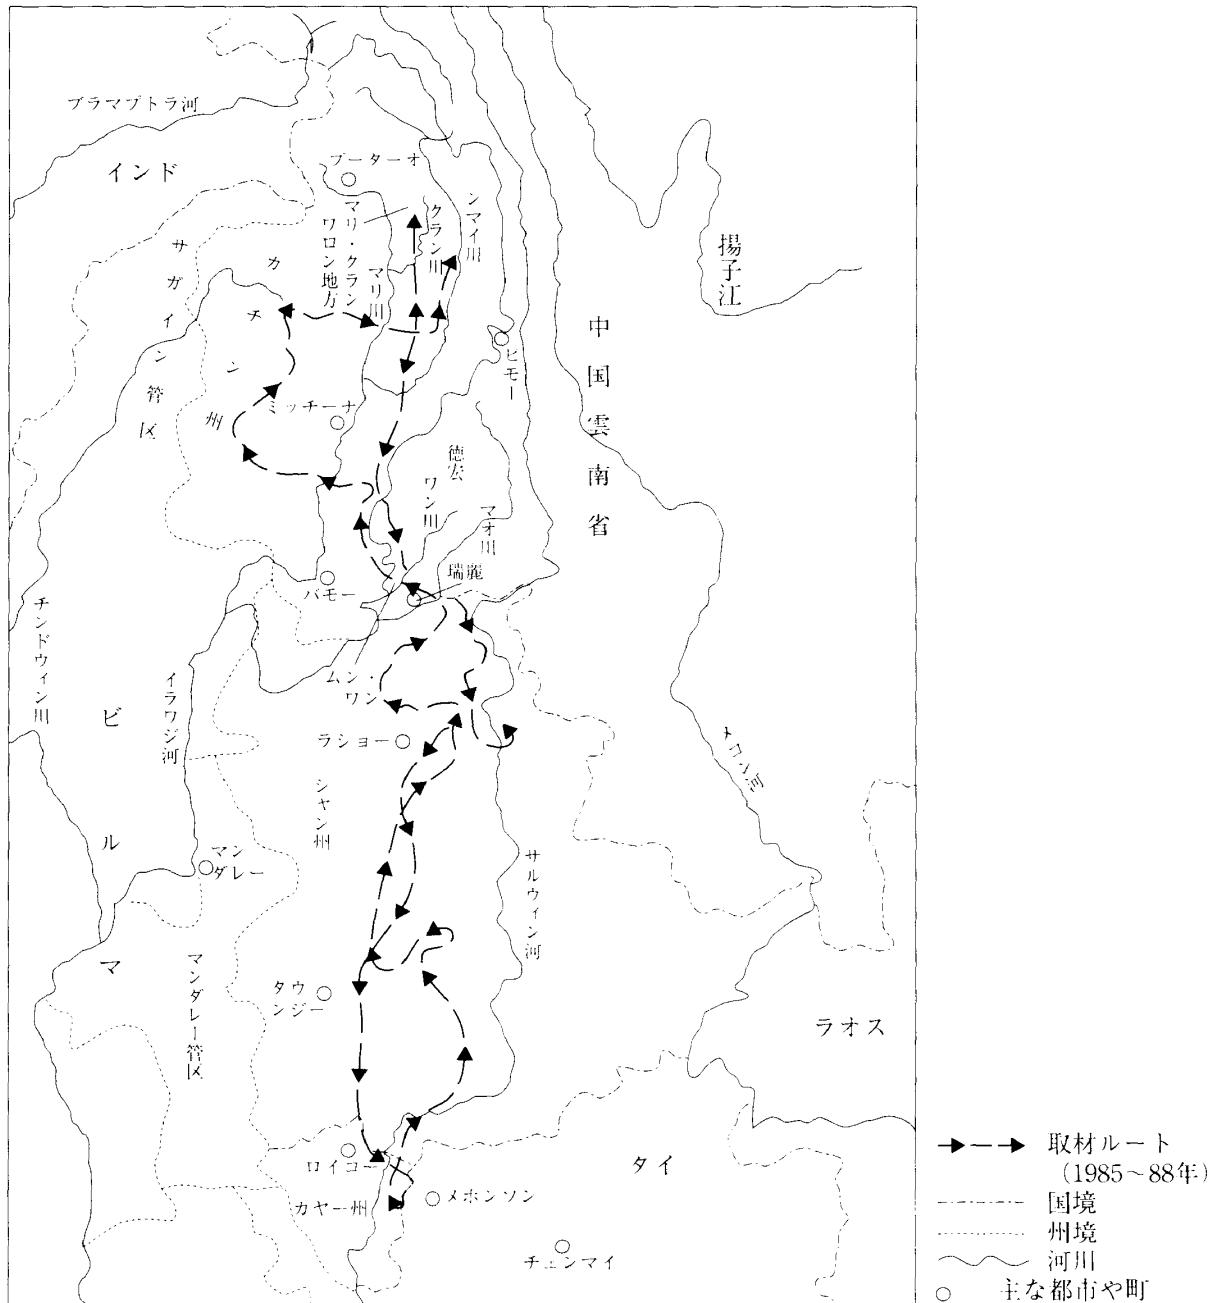 ブラマプトラ河
インド
プーターオ
サガイン管区
カチン州
マリ・クラン
ワロン地方
マリ川
クラン川
ンマイ川
揚子江
中国雲南省
ピモー
ミッチーナ
徳宏
ワン川
マオ川
瑞麗
バモー
チンドウィン川
イラワジ河
ムン・
ワン
ビルマ
ラショー
シャン州
メコン河
マン
ダレー
サルウィン河
マンダレー管区
タウ
ンジー
ラオス
ロイコー
カヤー州
メホンソン
タイ
チェンマイ
取材ルート
(1985~88年)
国境
州境
河川
主な都市や町